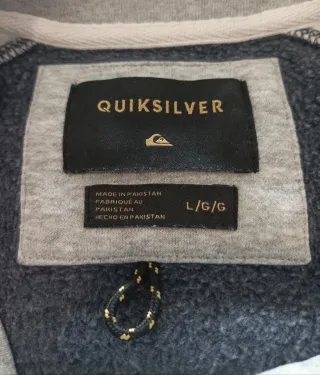 QUIKSILVER
MADE IN PAKISTAN
FABRIQUÉ AU
PAKISTAN
HECHO EN PAKISTAN
L/G/G